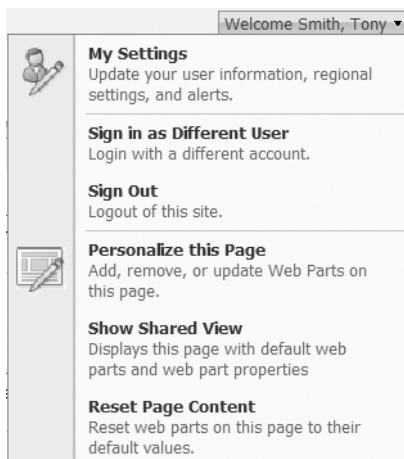 Welcome Smith, Tony
My Settings
Update your user information, regional
settings, and alerts.
Sign in as Different User
Login with a different account.
Sign Out
Logout of this site.
Personalize this Page
Add, remove, or update Web Parts on
this page.
Show Shared View
Displays this page with default web
parts and web part properties
Reset Page Content
Reset web parts on this page to their
default values.